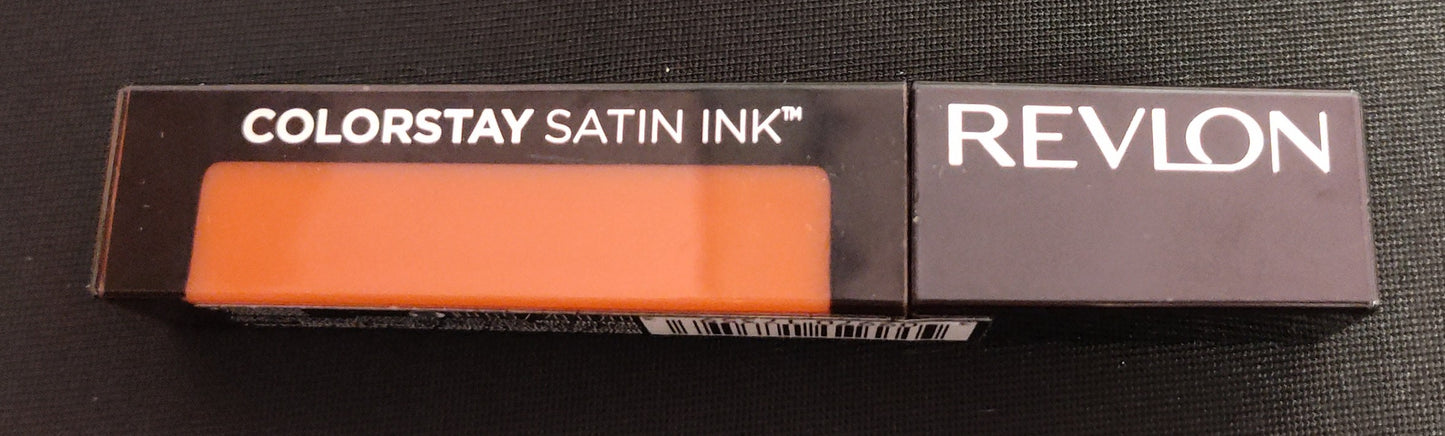 COLORSTAY SATIN INK™
REVLON